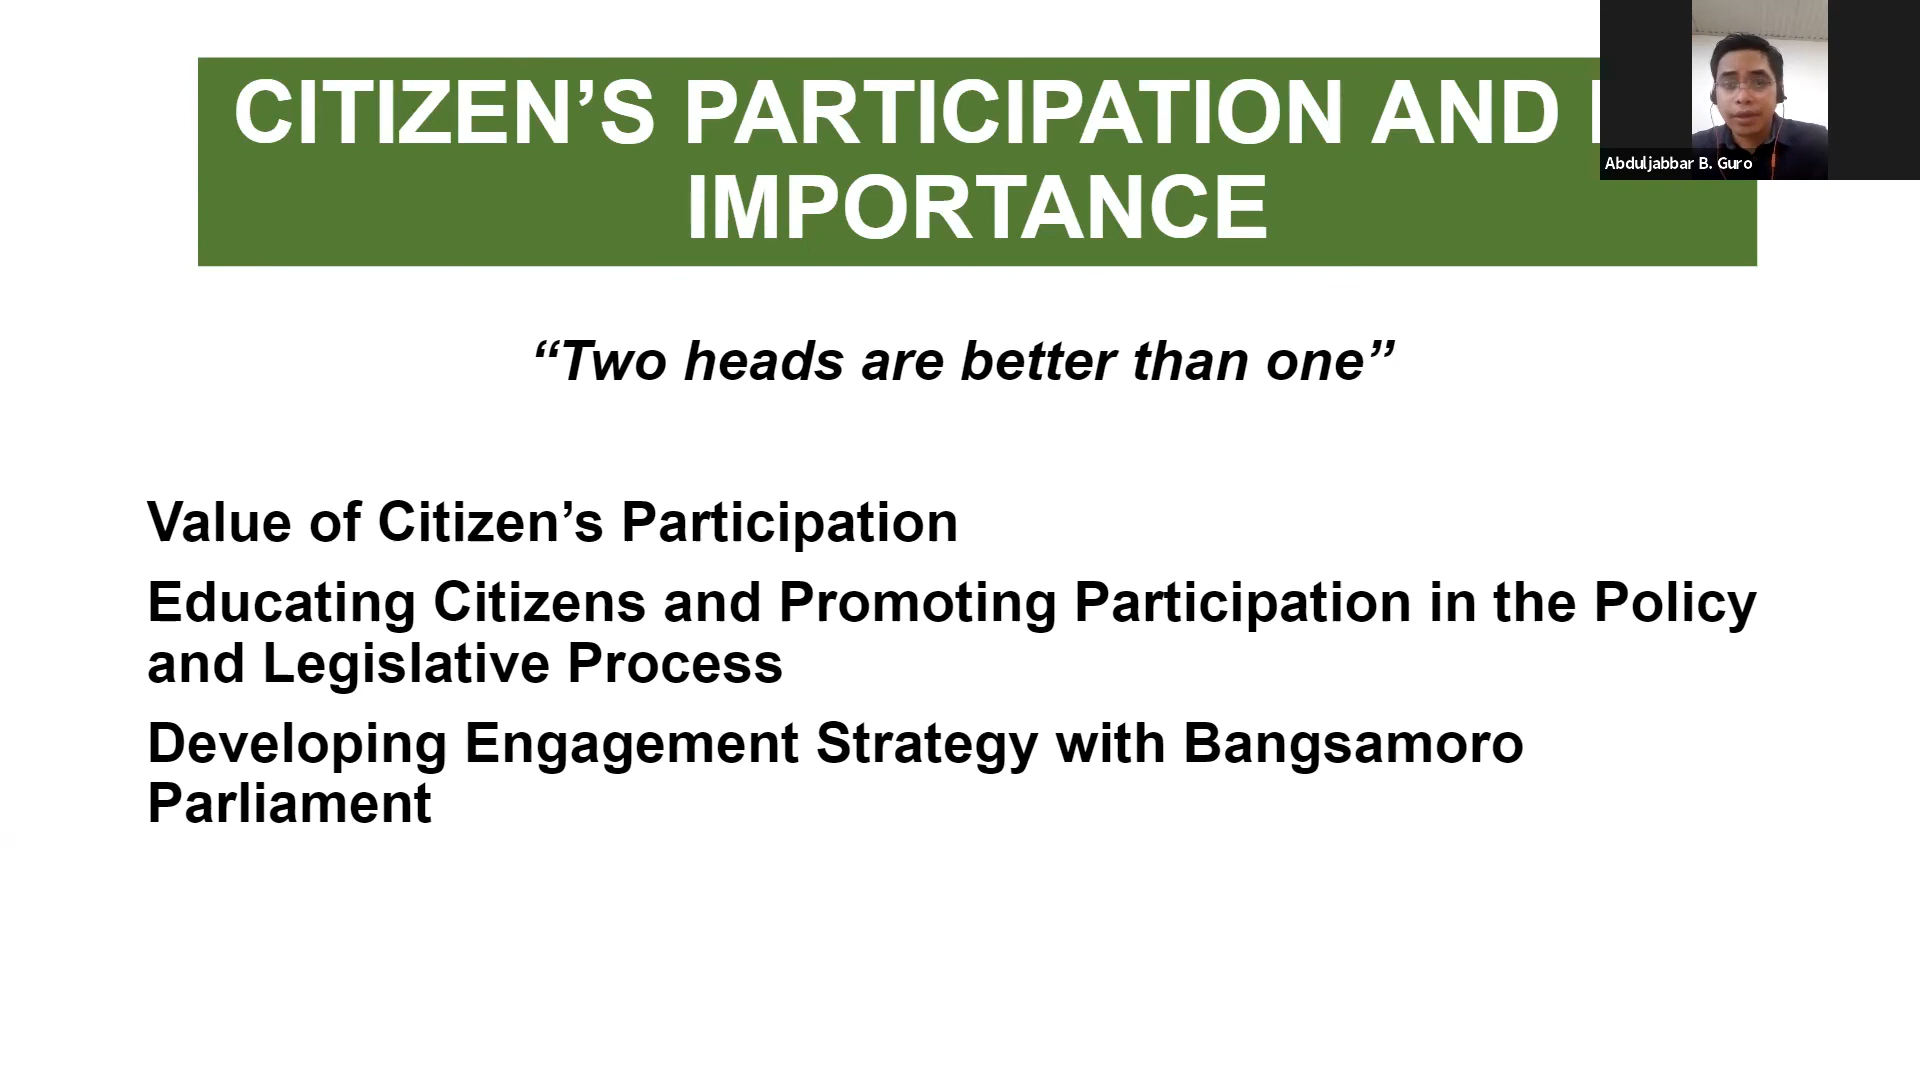 CITIZEN’S PARTICIPATION AND
IMPORTANCE
Abduljabbar B. Guro
“Two heads are better than one”
Value of Citizen’s Participation
Educating Citizens and Promoting Participation in the Policy
and Legislative Process
Developing Engagement Strategy with Bangsamoro
Parliament